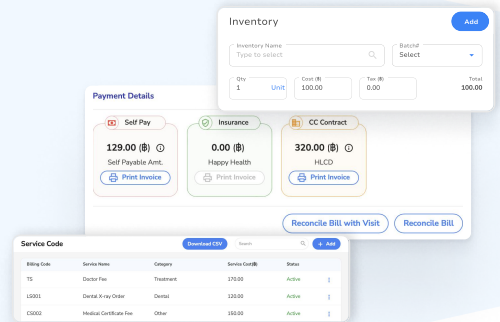 Inventory
Add
Inventory Name
Type to select
Batch#
Select
Qty
1 Unit
Cost (฿)
100.00
Tax (฿)
0.00
Total
100.00
Payment Details
Self Pay
129.00 (฿)
Self Payable Amt.
Print Invoice
Insurance
0.00 (฿)
Happy Health
Print Invoice
CC Contract
320.00 (฿)
HLCD
Print Invoice
Reconcile Bill with Visit
Reconcile Bill
Service Code
Download CSV
Search
+ Add
Billing Code Service Name Category Service Cost(฿) Status
TS Doctor Fee Treatment 170.00 Active
LS001 Dental X-ray Order Dental 120.00 Active
CS002 Medical Certificate Fee Other 150.00 Active